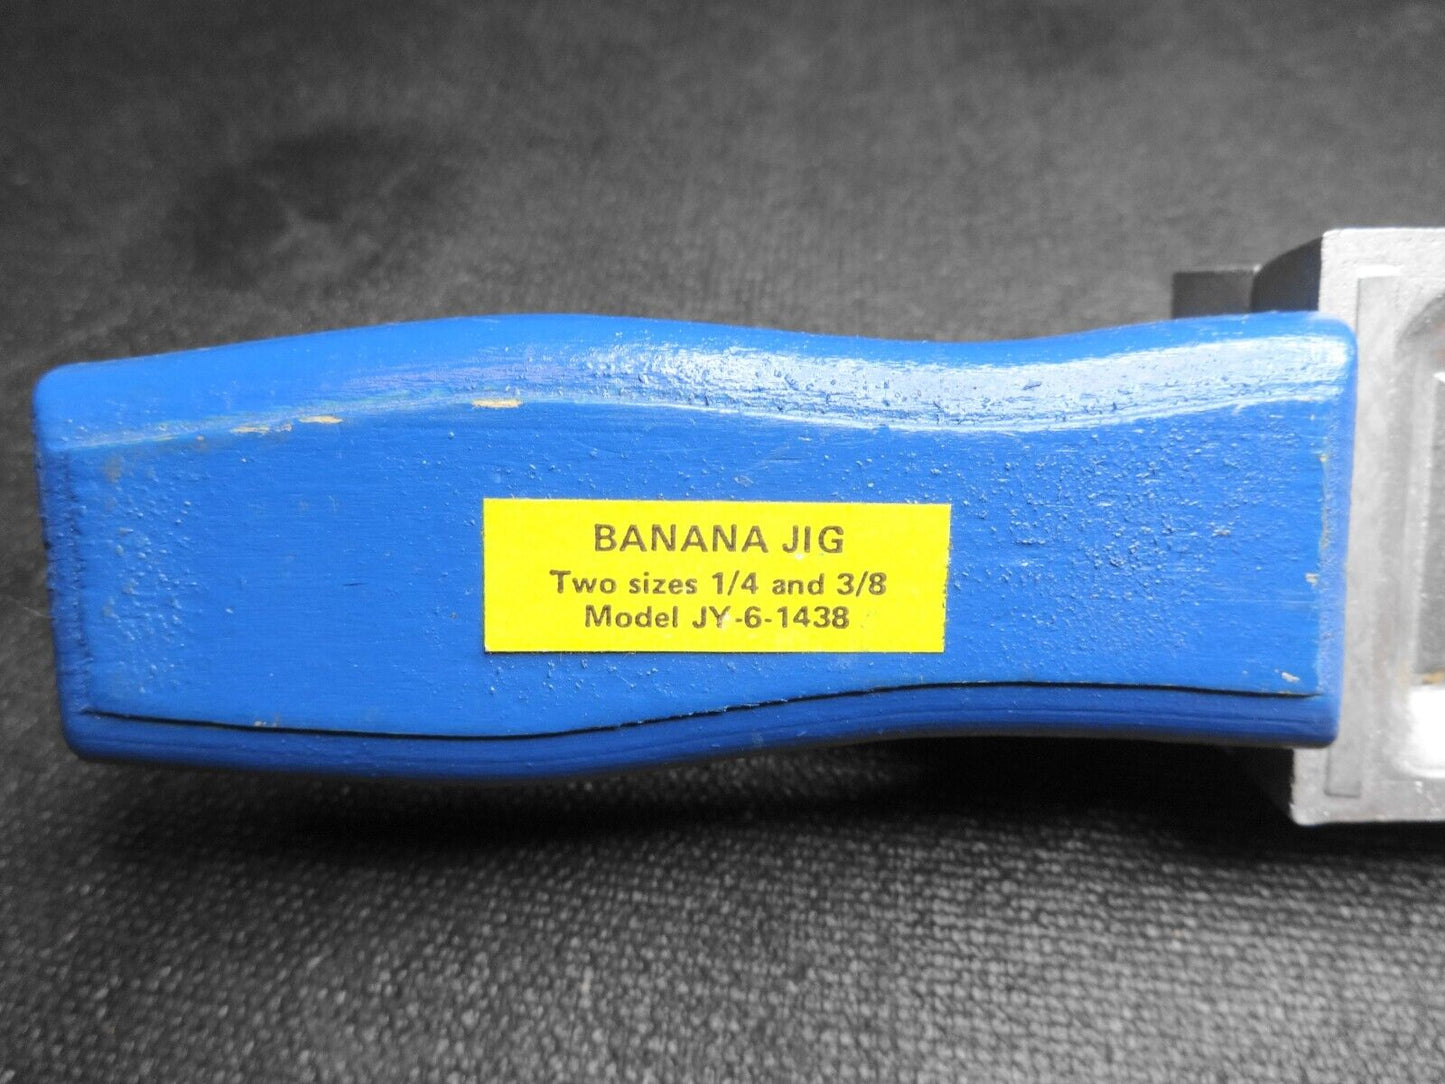 BANANA JIG
Two sizes 1/4 and 3/8
Model JY-6-1438